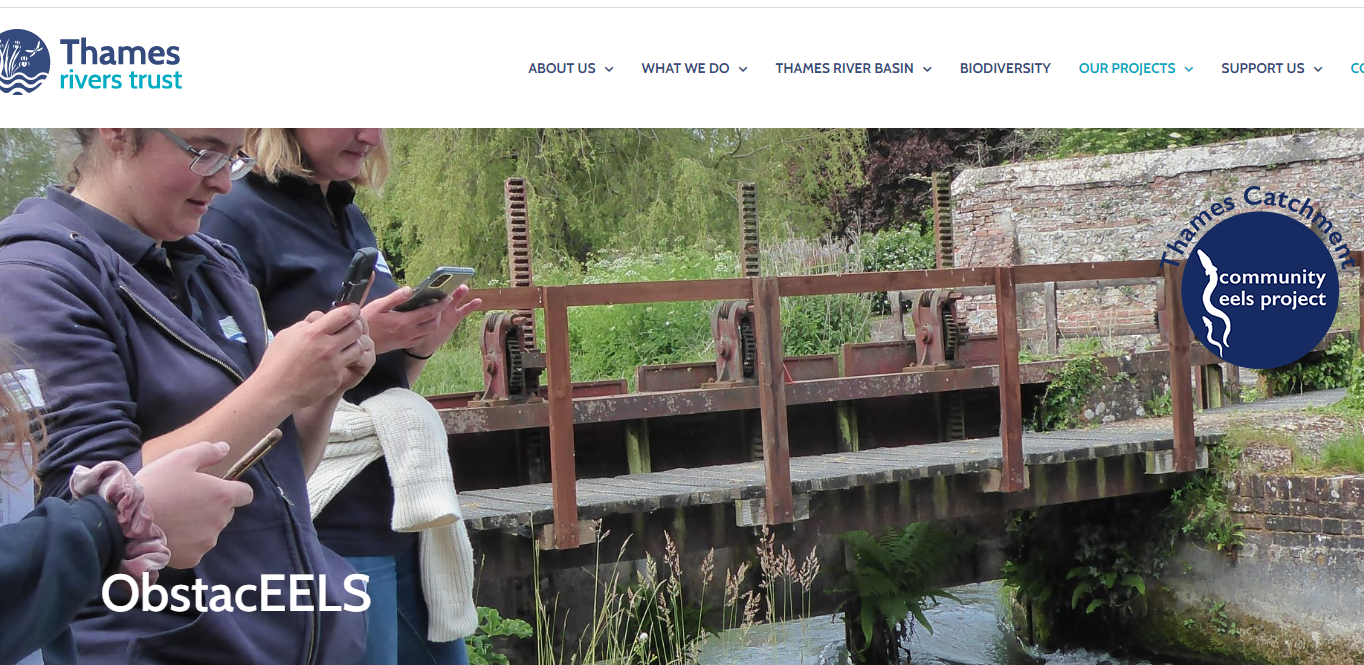 Thames
rivers trust
ABOUT US
WHAT WE DO
THAMES RIVER BASIN
BIODIVERSITY
OUR PROJECTS
SUPPORT US
CO
Thames Catchment
community
eels project
ObstacEELS